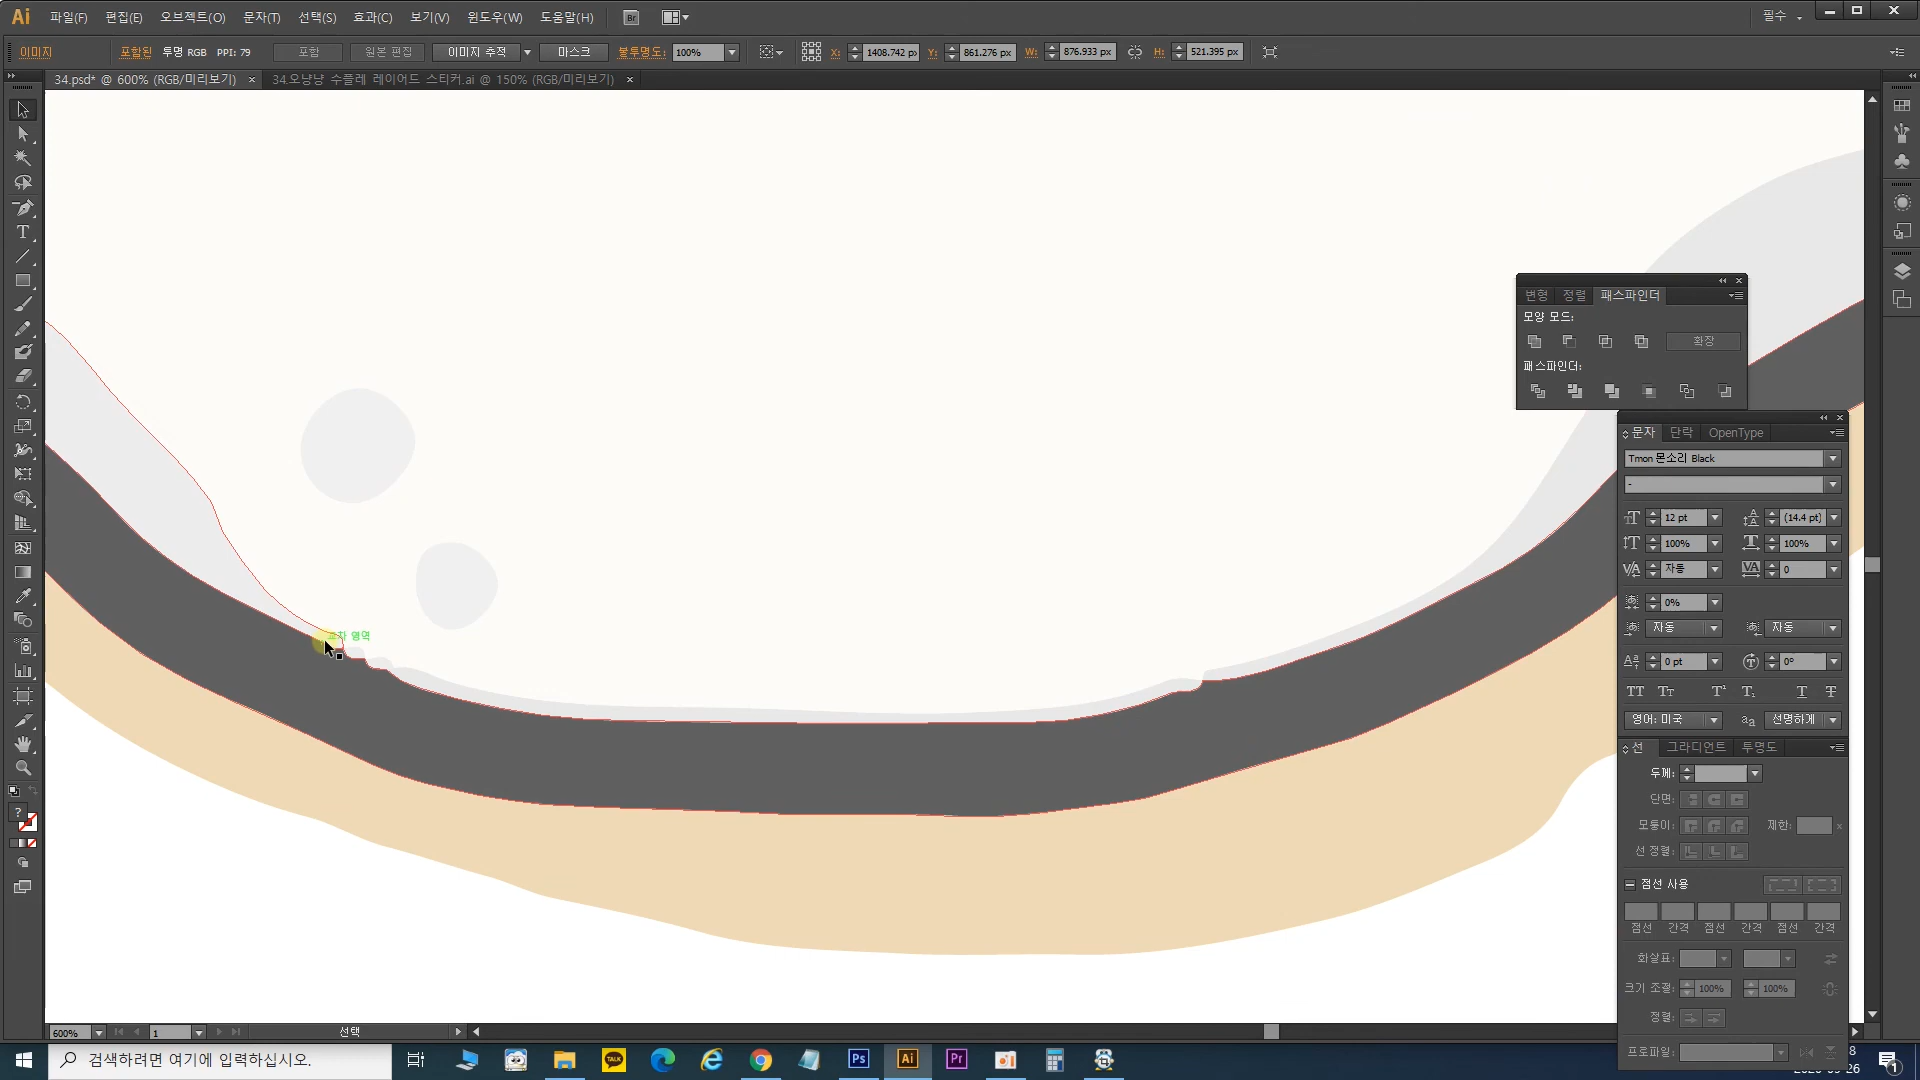 Ai 파일(F) 편집(E) 오브젝트(O) 문자(T) 선택(S) 효과(C) 보기(V) 윈도우(W) 도움말(H) Br 필수
이미지 포함된 투명 RGB PPI: 79 포함 원본 편집 이미지 추적 마스크 불투명도: 100% X: 1408.742 px Y: 861.276 px W: 876.933 px H: 521.395 px
34.psd* @ 600% (RGB/미리보기) × 34.오냥냥 수플레 레이어드 스티커.ai @ 150% (RGB/미리보기) ×
변형 정렬 패스파인더
모양 모드:
확장
패스파인더:
문자 단락 OpenType
Tmon 몬소리 Black
-
12 pt (14.4 pt)
100% 100%
자동 0
0%
자동 자동
0 pt 0°
영어: 미국 선명하게
교차 영역
선 그라디언트 투명도
두께:
단면:
모퉁이: 제한: x
선 정렬:
점선 사용
점선 간격 점선 간격 점선 간격
화살표:
크기 조절: 100% 100%
정렬:
프로파일:
600% 1 선택
검색하려면 여기에 입력하십시오. TALK Ps Ai Pr 1